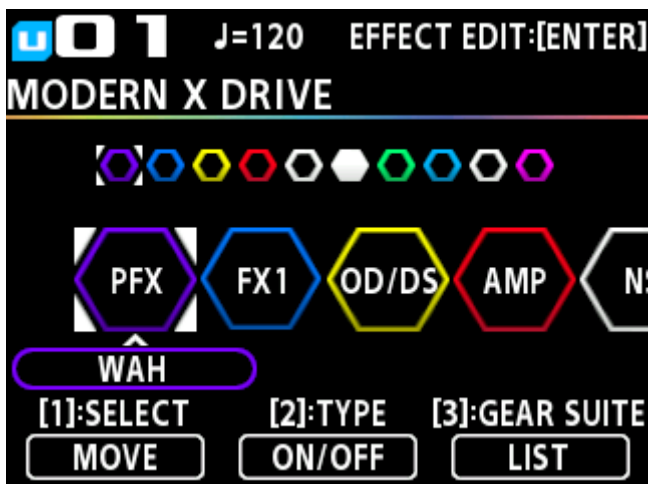 U01 ♩=120 EFFECT EDIT:[ENTER]
MODERN X DRIVE
PFX FX1 OD/DS AMP
WAH
[1]:SELECT [2]:TYPE [3]:GEAR SUITE
MOVE ON/OFF LIST